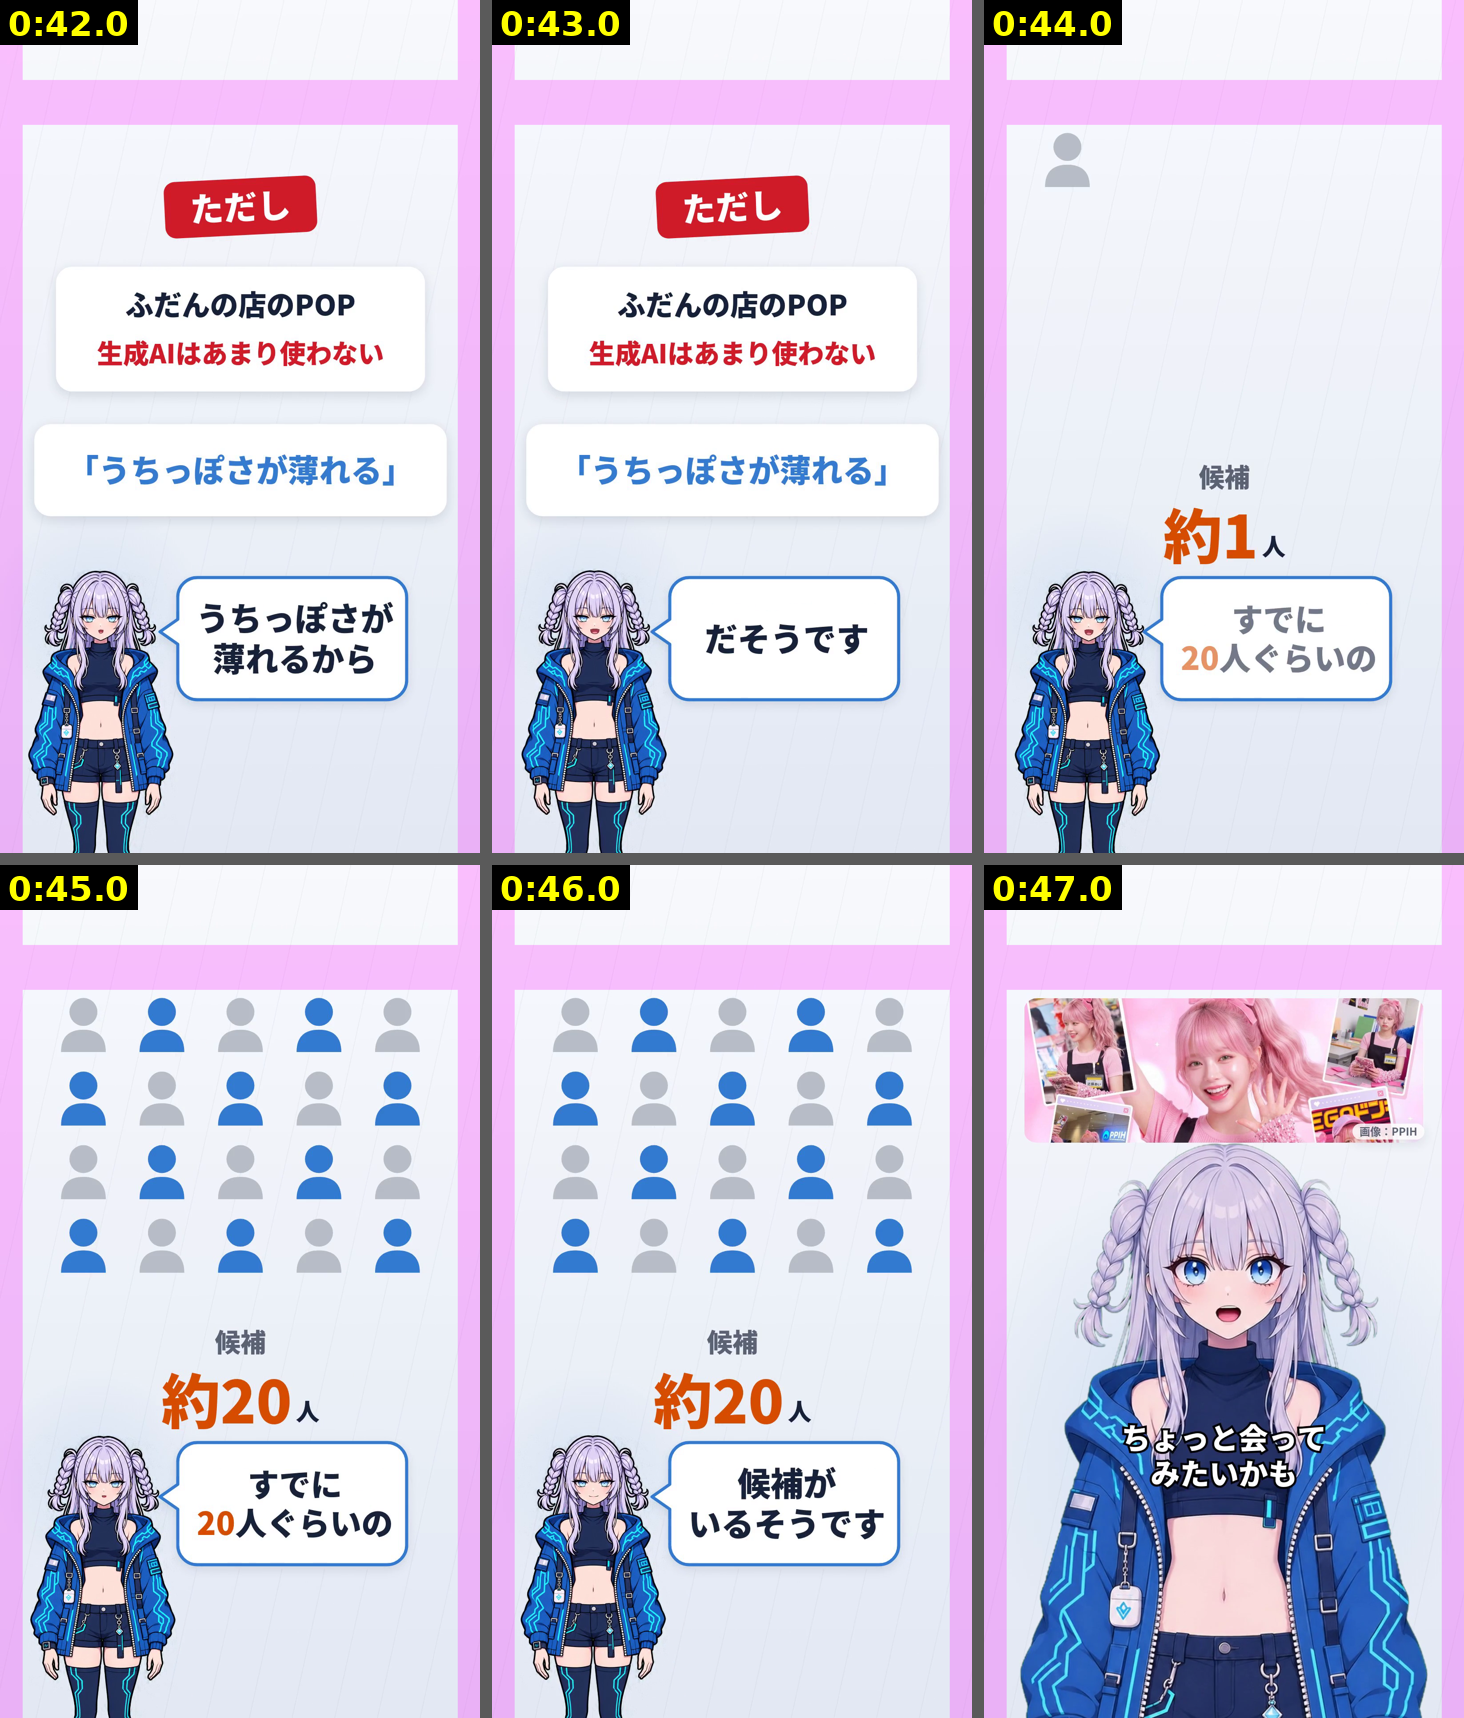 0:42.0
ただし
ふだんの店のPOP
生成AIはあまり使わない
「うちっぽさが薄れる」
うちっぽさが
薄れるから
0:43.0
ただし
ふだんの店のPOP
生成AIはあまり使わない
「うちっぽさが薄れる」
だそうです
0:44.0
候補
約1人
すでに
20人ぐらいの
0:45.0
候補
約20人
すでに
20人ぐらいの
0:46.0
候補
約20人
候補が
いるそうです
0:47.0
PPIH
EGAドンキ
画像：PPIH
ちょっと会って
みたいかも